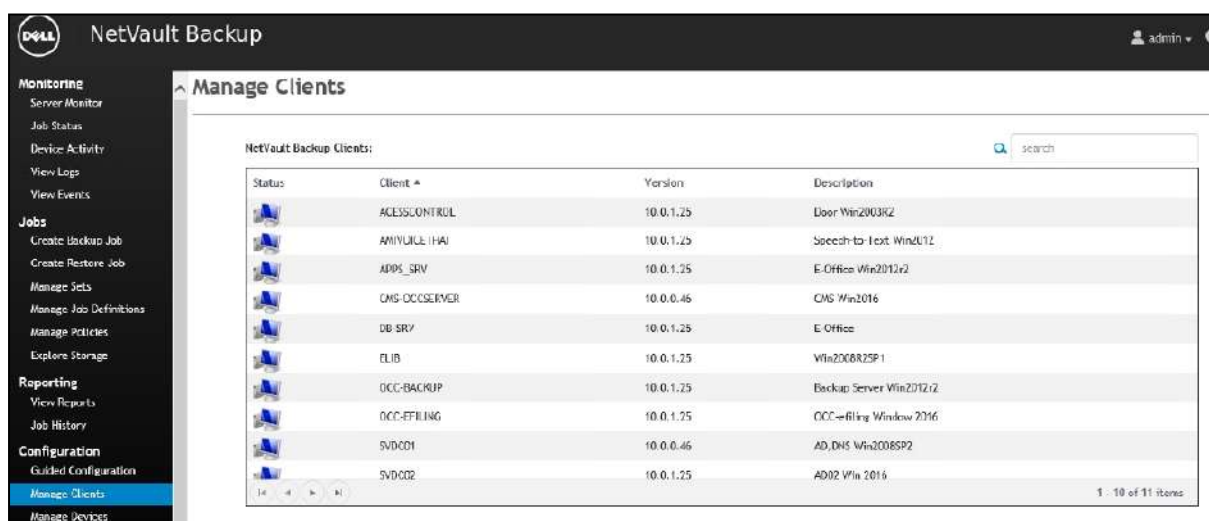 DELL NetVault Backup
admin
Monitoring
Server Monitor
Job Status
Device Activity
View Logs
View Events
Jobs
Create Backup Job
Create Restore Job
Manage Sets
Manage Job Definitions
Manage Policies
Explore Storage
Reporting
View Reports
Job History
Configuration
Guided Configuration
Manage Clients
Manage Devices
Manage Clients
NetVault Backup Clients:
search
Status Client Version Description
ACESSCONTROL 10.0.1.25 Door Win2003R2
AMIVOICETHAI 10.0.1.25 Speech-to-Text Win2012
APPS_SRV 10.0.1.25 E-Office Win2012r2
CMS-OCCSERVER 10.0.0.46 CMS Win2016
DB-SRV 10.0.1.25 E-Office
ELIB 10.0.1.25 Win2008R2SP1
OCC-BACKUP 10.0.1.25 Backup Server Win2012r2
OCC-EFILING 10.0.1.25 OCC-efiling Window 2016
SVDC01 10.0.0.46 AD,DNS Win2008SP2
SVDC02 10.0.1.25 AD02 Win 2016
1 - 10 of 11 items